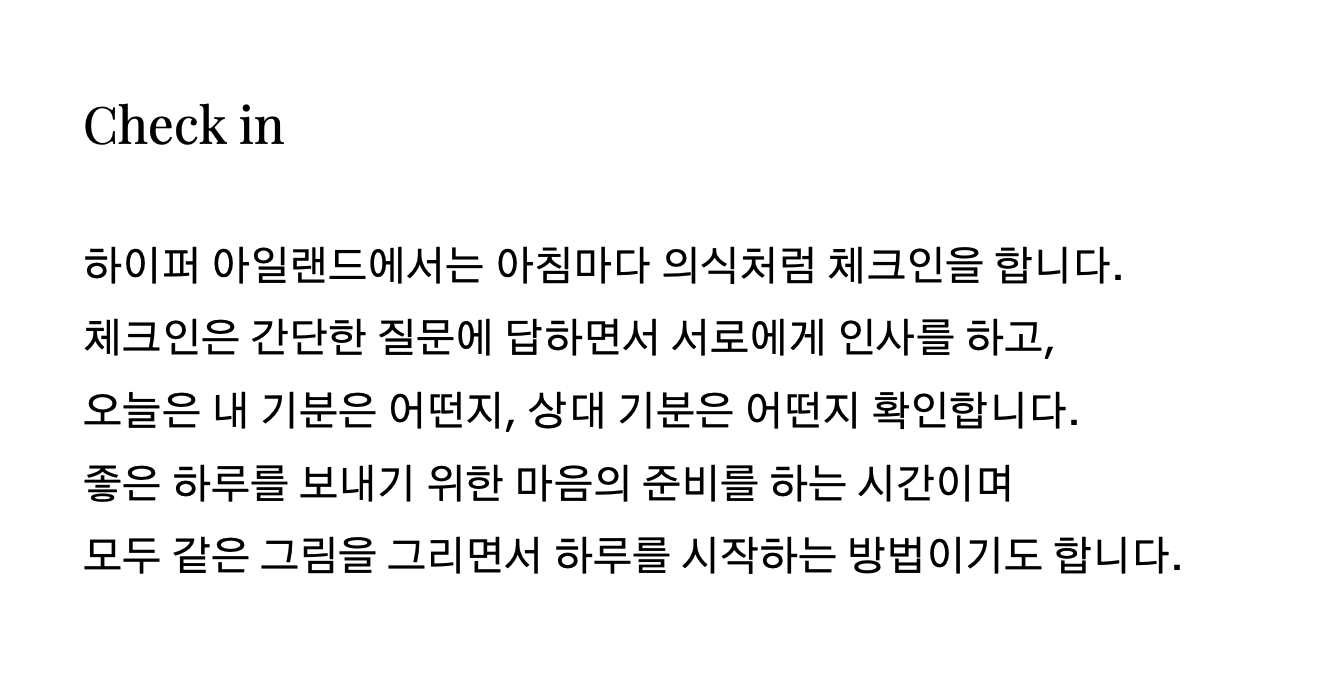 Check in
하이퍼 아일랜드에서는 아침마다 의식처럼 체크인을 합니다.
체크인은 간단한 질문에 답하면서 서로에게 인사를 하고,
오늘은 내 기분은 어떤지, 상대 기분은 어떤지 확인합니다.
좋은 하루를 보내기 위한 마음의 준비를 하는 시간이며
모두 같은 그림을 그리면서 하루를 시작하는 방법이기도 합니다.